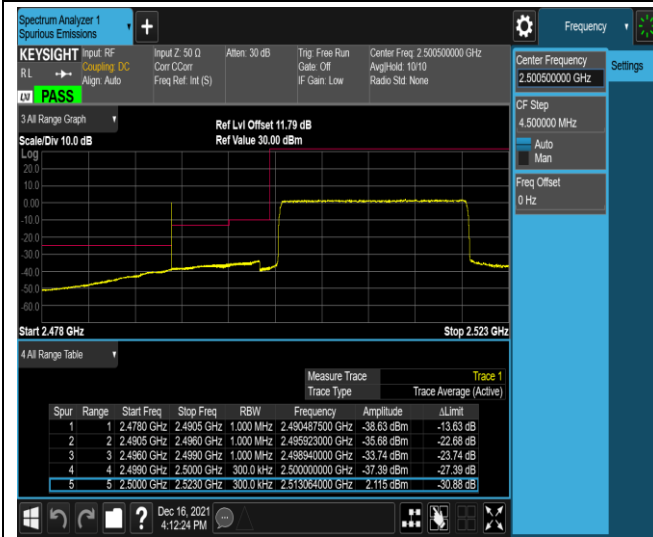 Spectrum Analyzer 1
Spurious Emissions
Frequency
KEYSIGHT
RL
Input: RF
Coupling: DC
Align: Auto
Input Z: 50 Ω
Corr CCorr
Freq Ref: Int (S)
Atten: 30 dB
Trig: Free Run
Gate: Off
IF Gain: Low
Center Freq: 2.500500000 GHz
Avg|Hold: 10/10
Radio Std: None
LXI PASS
3 All Range Graph
Scale/Div 10.0 dB
Ref Lvl Offset 11.79 dB
Ref Value 30.00 dBm
Log
20.0
10.0
0.00
-10.0
-20.0
-30.0
-40.0
-50.0
-60.0
Start 2.478 GHz
Stop 2.523 GHz
4 All Range Table
Measure Trace Trace 1
Trace Type Trace Average (Active)
Spur Range Start Freq Stop Freq RBW Frequency Amplitude ΔLimit
1 1 2.4780 GHz 2.4905 GHz 1.000 MHz 2.490487500 GHz -38.63 dBm -13.63 dB
2 2 2.4905 GHz 2.4960 GHz 1.000 MHz 2.495923000 GHz -35.68 dBm -22.68 dB
3 3 2.4960 GHz 2.4990 GHz 1.000 MHz 2.498940000 GHz -33.74 dBm -23.74 dB
4 4 2.4990 GHz 2.5000 GHz 300.0 kHz 2.500000000 GHz -37.39 dBm -27.39 dB
5 5 2.5000 GHz 2.5230 GHz 300.0 kHz 2.513064000 GHz 2.115 dBm -30.88 dB
Dec 16, 2021
4:12:24 PM
Center Frequency
2.500500000 GHz
CF Step
4.500000 MHz
Auto
Man
Freq Offset
0 Hz
Settings